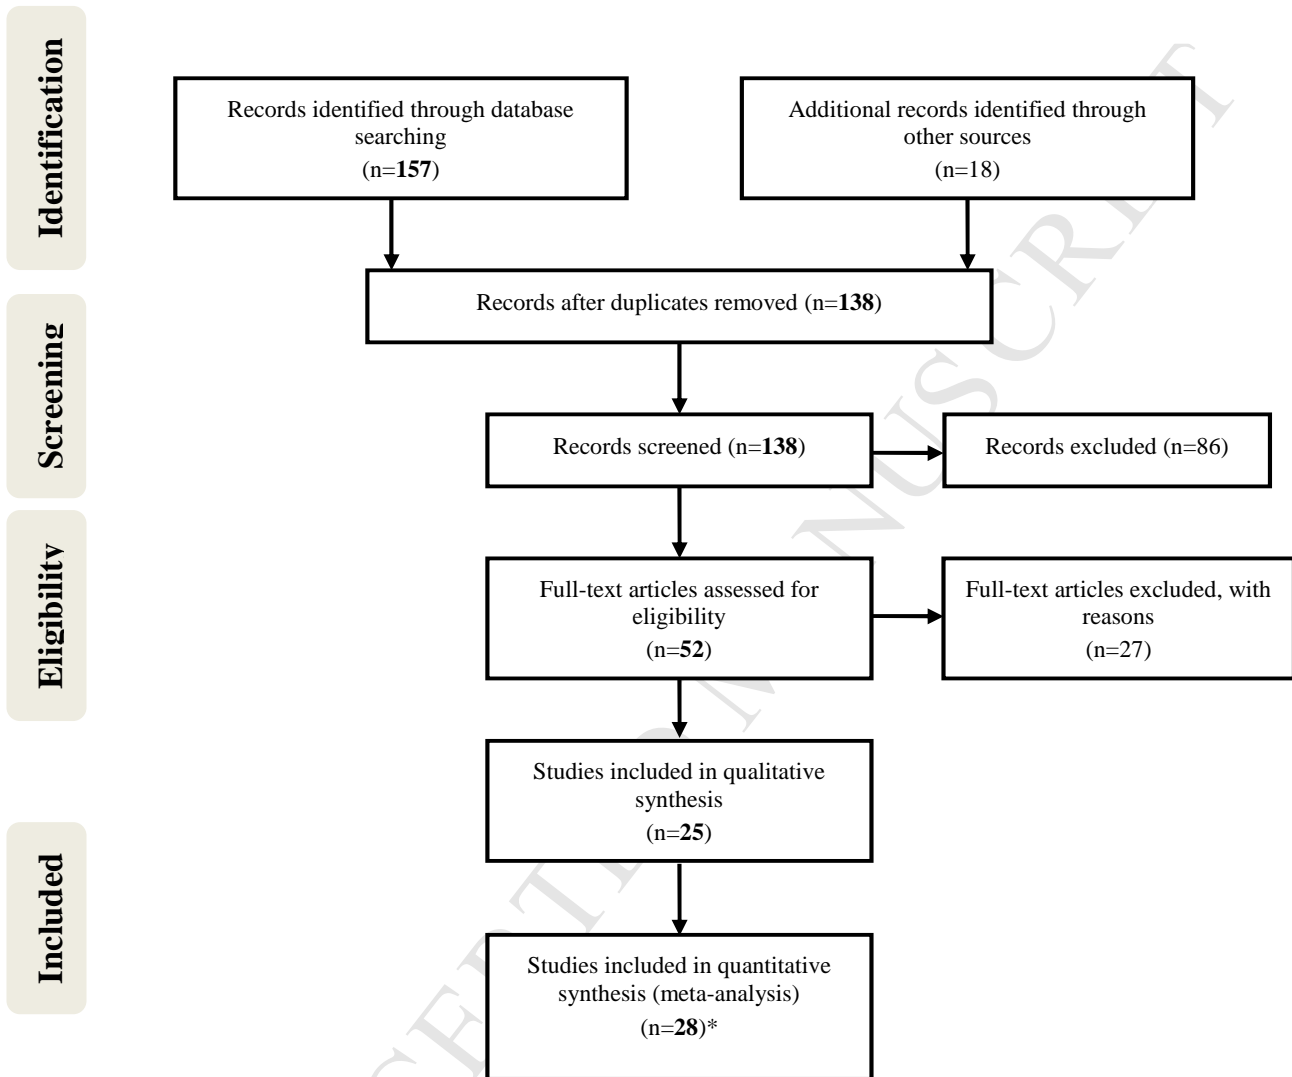 Identification
Records identified through database
searching
(n=157)
Additional records identified through
other sources
(n=18)
Records after duplicates removed (n=138)
Screening
Records screened (n=138)
Records excluded (n=86)
Eligibility
Full-text articles assessed for
eligibility
(n=52)
Full-text articles excluded, with
reasons
(n=27)
Studies included in qualitative
synthesis
(n=25)
Included
Studies included in quantitative
synthesis (meta-analysis)
(n=28)*